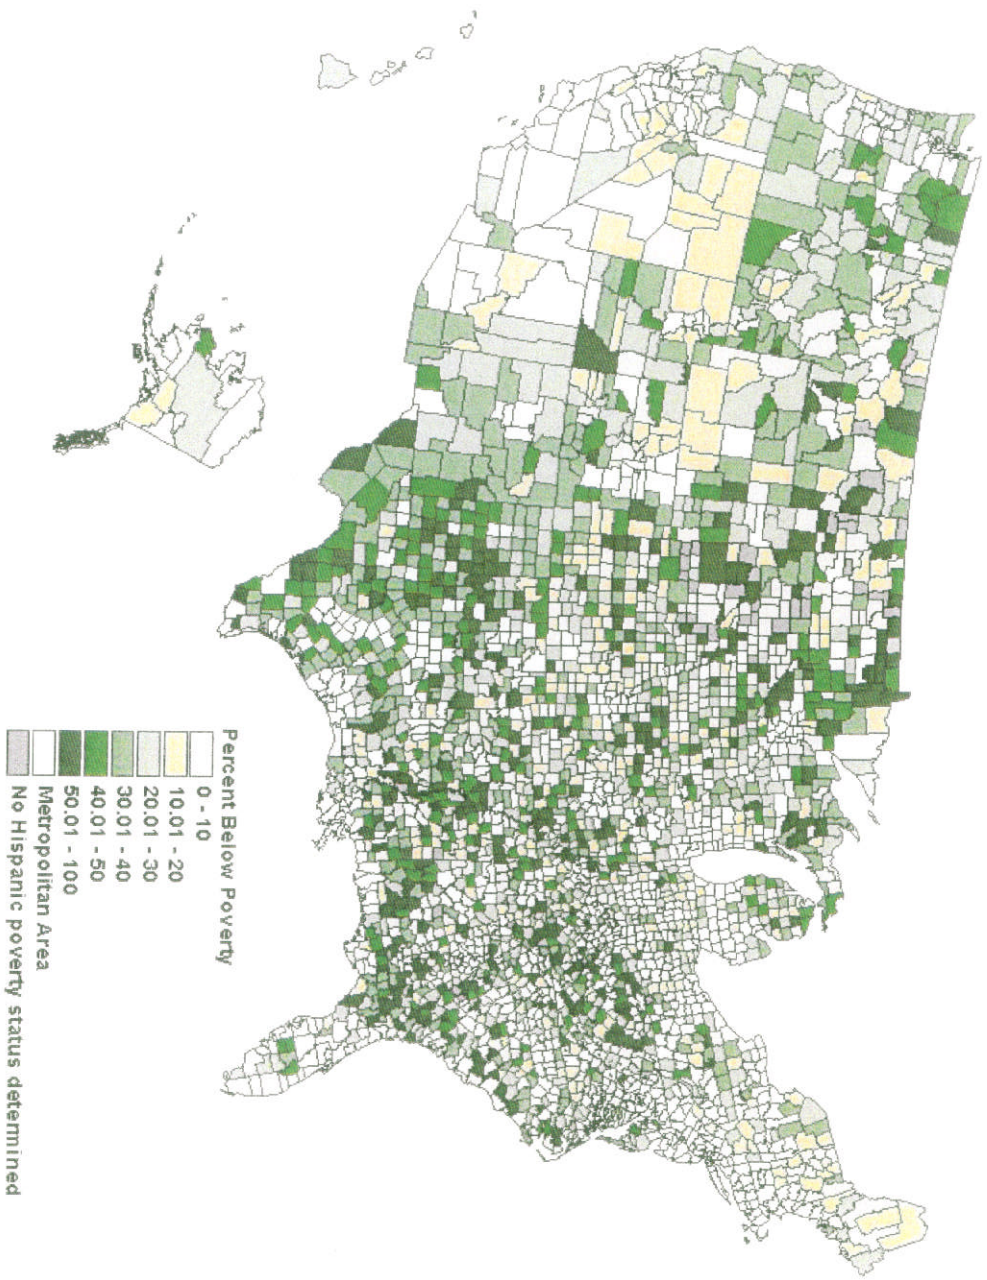 Percent Below Poverty
0 - 10
10.01 - 20
20.01 - 30
30.01 - 40
40.01 - 50
50.01 - 100
Metropolitan Area
No Hispanic poverty status determined